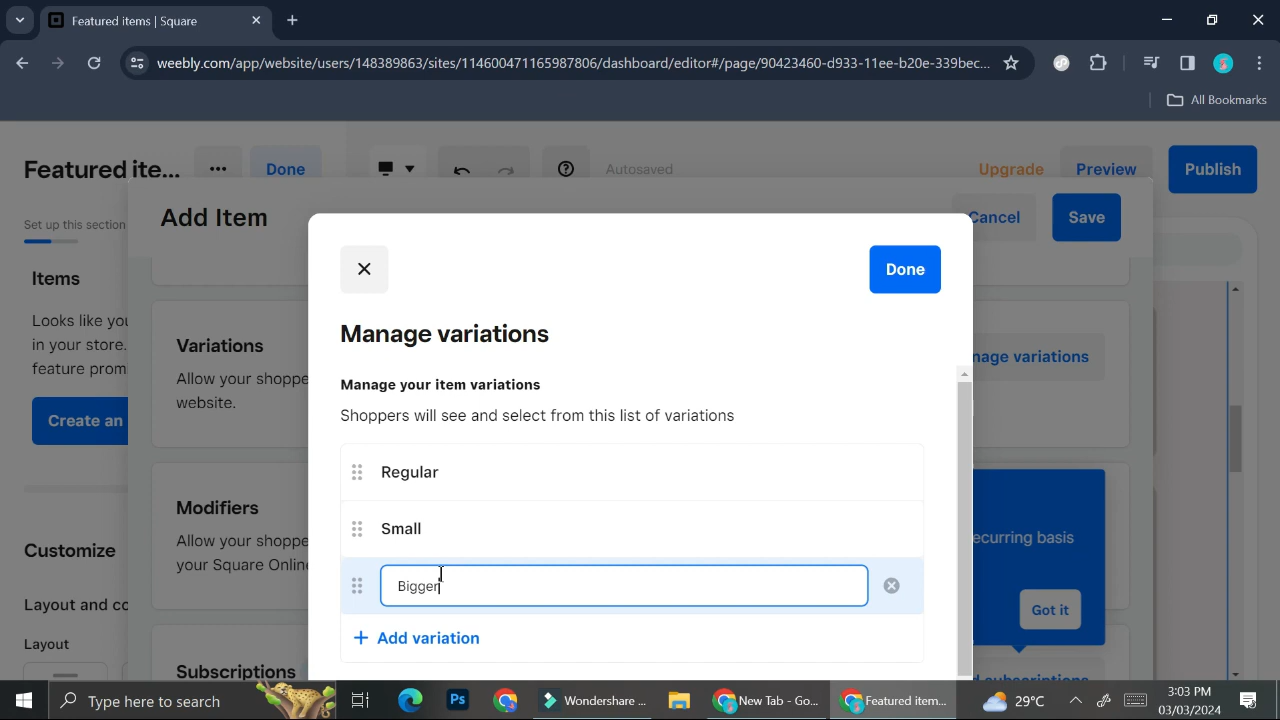 Featured items | Square
weebly.com/app/website/users/148389863/sites/114600471165987806/dashboard/editor#/page/90423460-d933-11ee-b20e-339bec...
All Bookmarks
Featured ite...
Done
Autosaved
Upgrade
Preview
Publish
Set up this section
Add Item
Cancel
Save
Items
Looks like you
in your store.
feature prom
Create an
Customize
Layout and co
Layout
Variations
Allow your shoppe
website.
nage variations
Modifiers
Allow your shoppe
your Square Onlin
ecurring basis
Got it
Subscriptions
Done
Manage variations
Manage your item variations
Shoppers will see and select from this list of variations
Regular
Small
Bigger
+ Add variation
Type here to search
Ps
Wondershare ...
New Tab - Go...
Featured item...
29°C
3:03 PM
03/03/2024